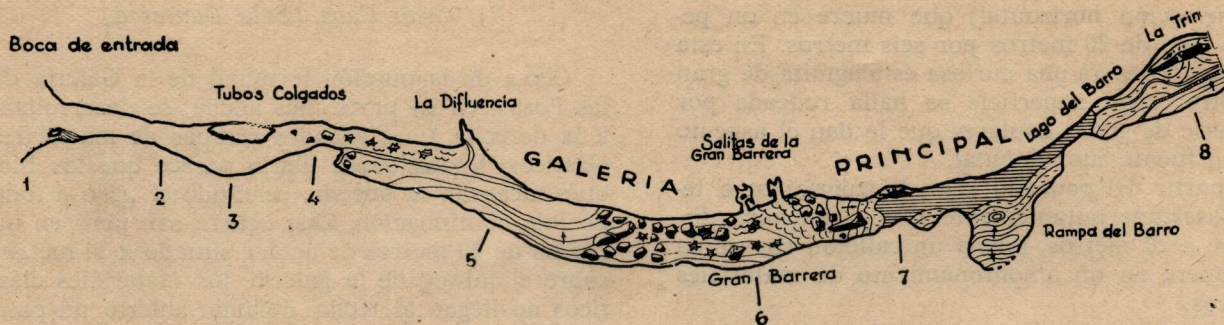 Boca de entrada
Tubos Colgados
La Difluencia
GALERIA
Salitas de la
Gran Barrera
PRINCIPAL
Lago del Barro
La Trin
Rampa del Barro
Gran Barrera
1
2
3
4
5
6
7
8